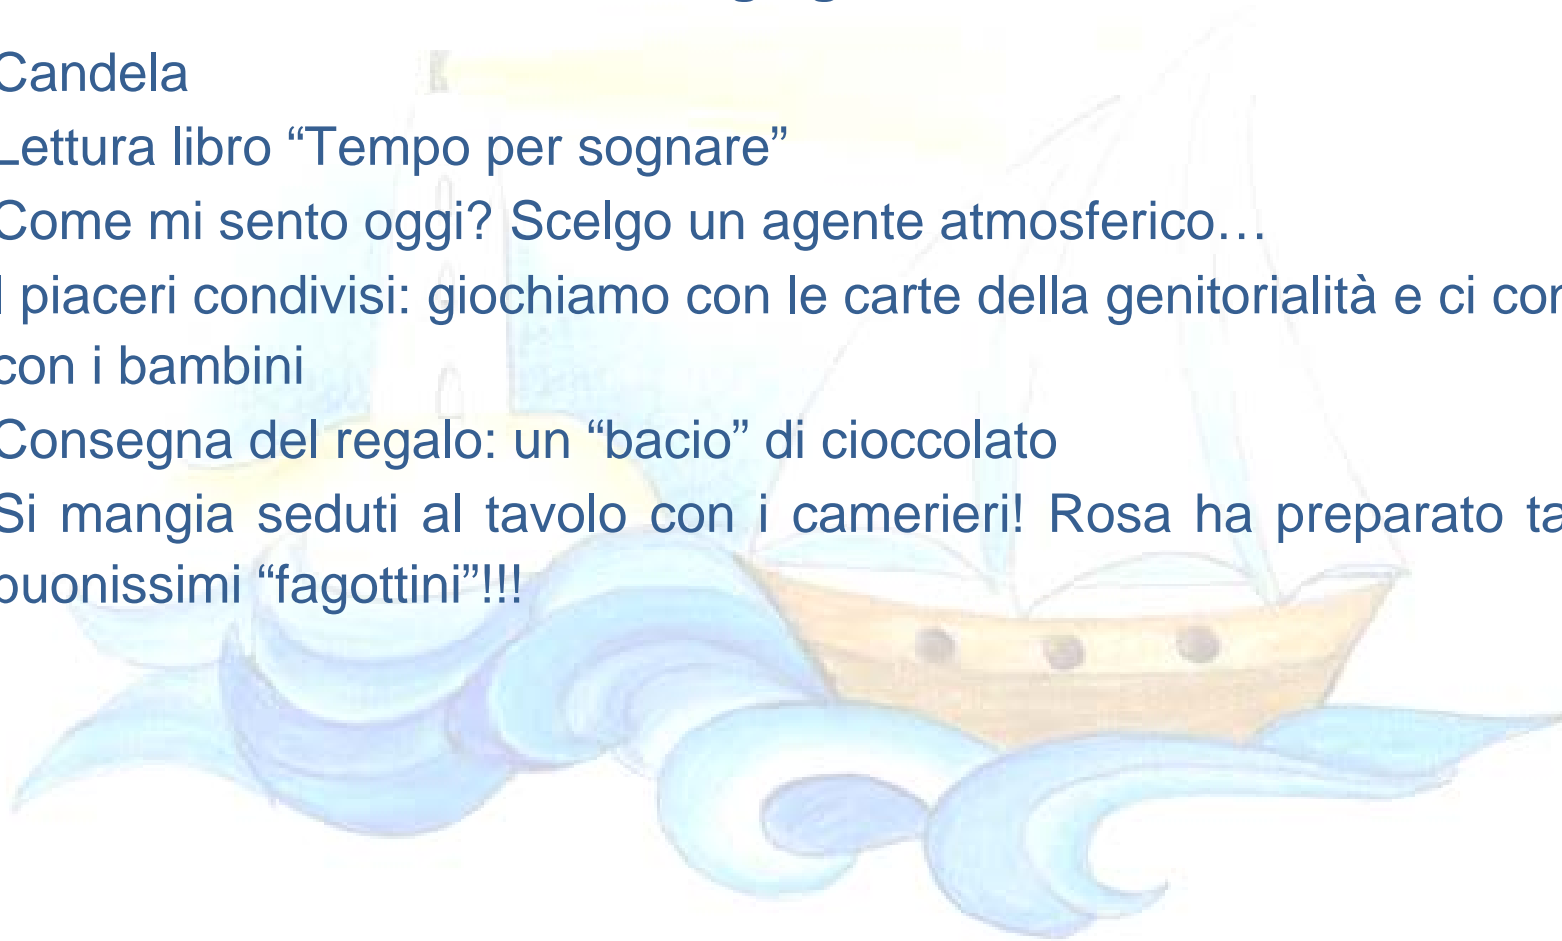 Candela
Lettura libro “Tempo per sognare”
Come mi sento oggi? Scelgo un agente atmosferico…
I piaceri condivisi: giochiamo con le carte della genitorialità e ci
con i bambini
Consegna del regalo: un “bacio” di cioccolato
Si mangia seduti al tavolo con i camerieri! Rosa ha preparato
buonissimi “fagottini”!!!